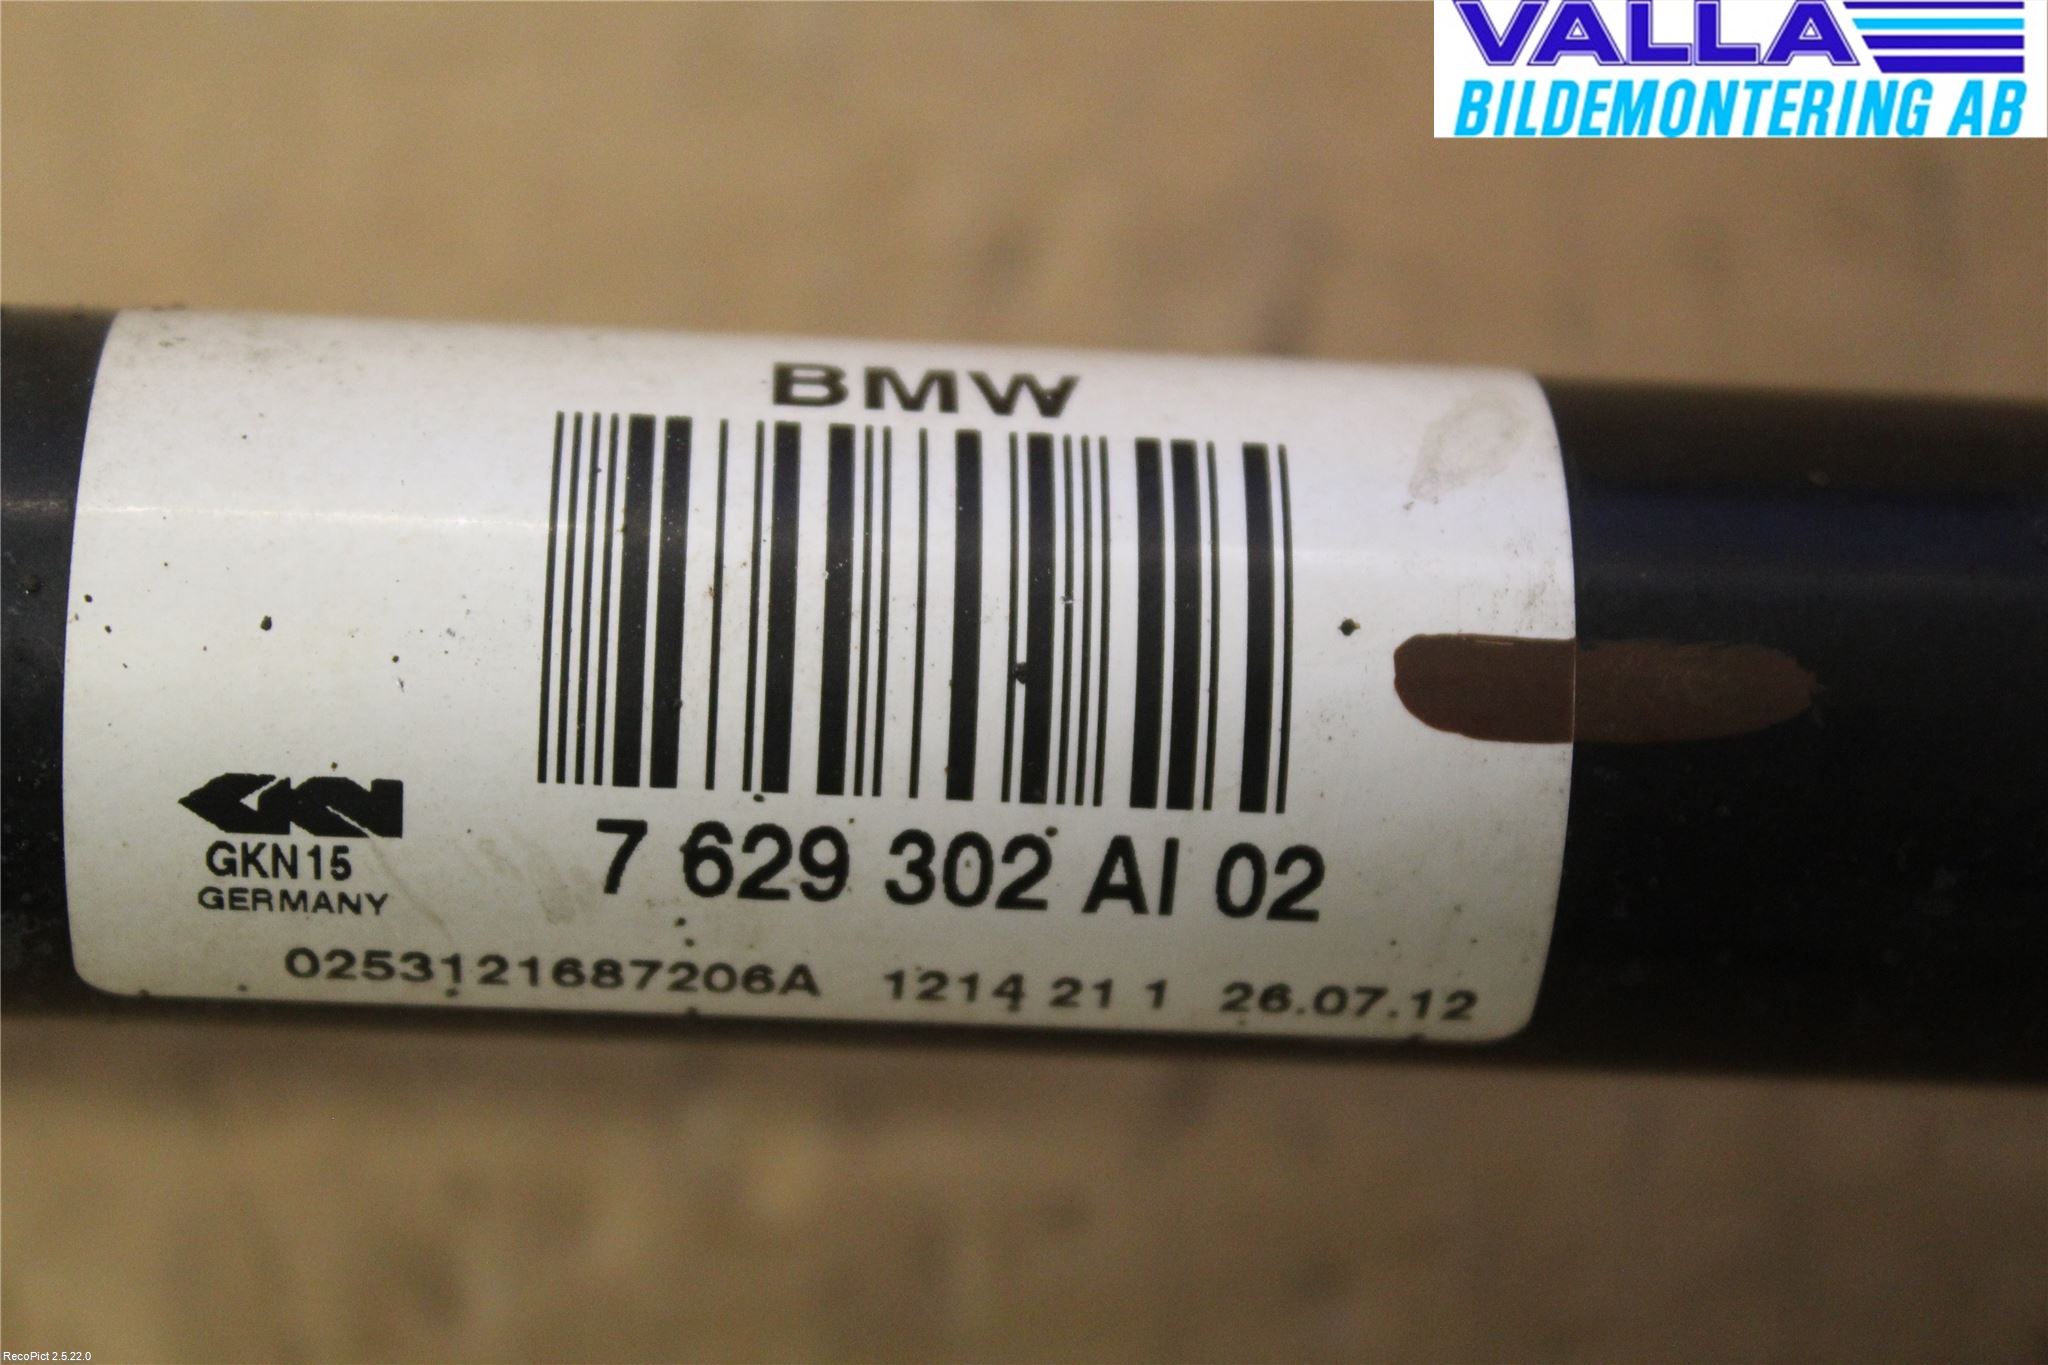 VALLA
BILDEMONTERING AB
BMW
7 629 302 AI 02
GKN
GKN15
GERMANY
0253121687206A 1214 21 1 26.07.12
RecoPict 2.5.22.0